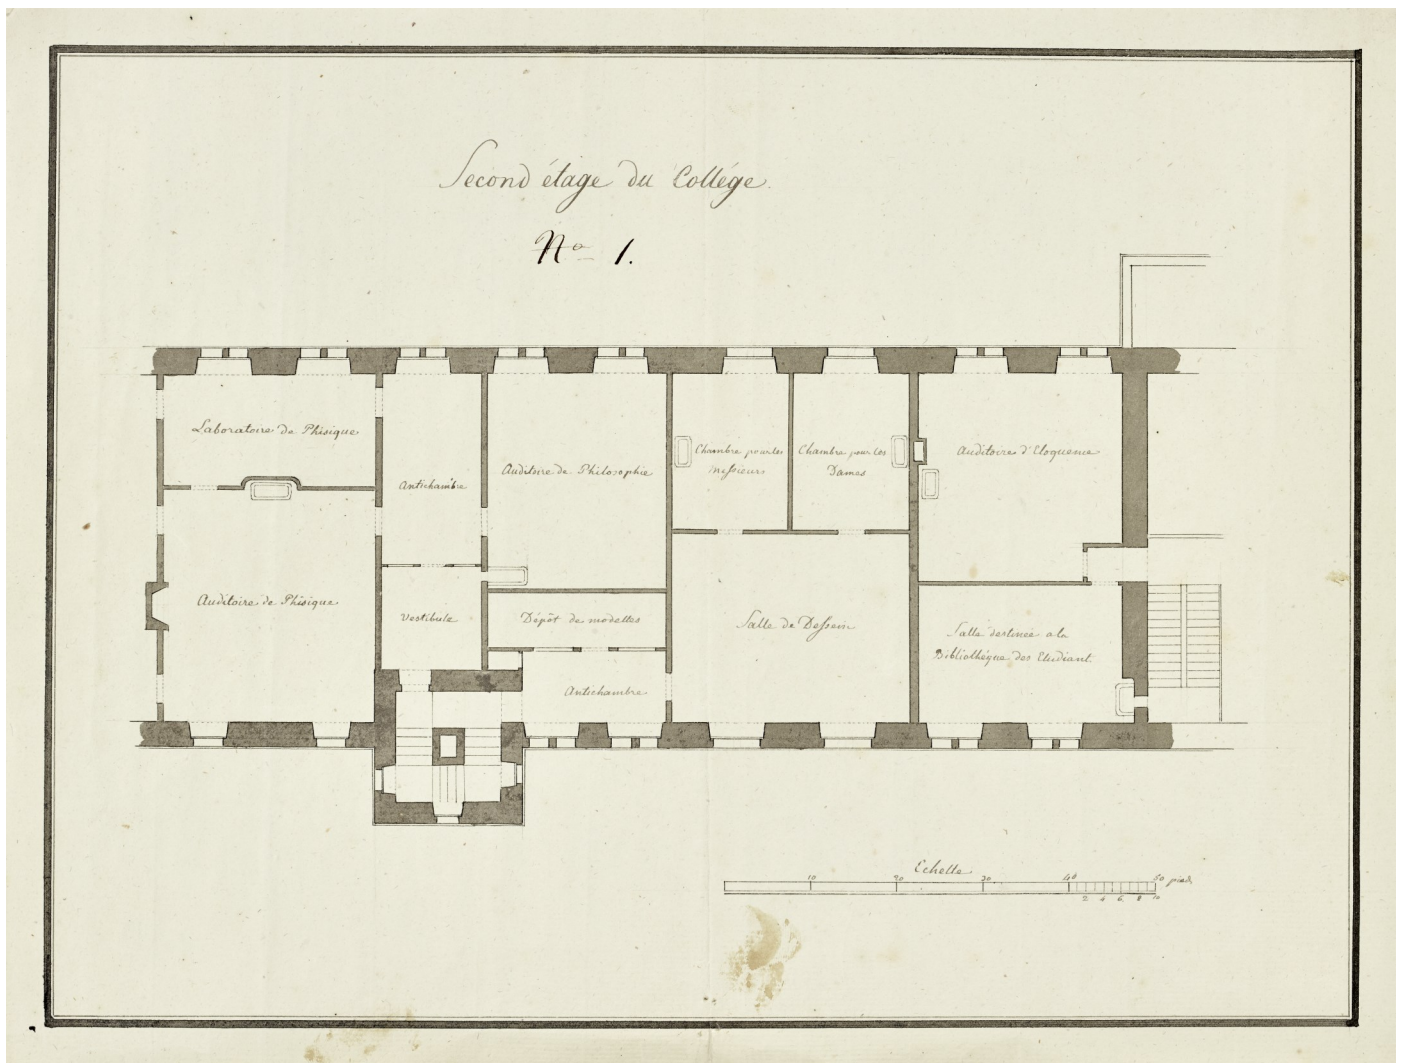 Second étage du Collége.
Nº 1.
Laboratoire de Phisique
Antichambre
Auditoire de Philosophie
Chambre pour les
Messieurs
Chambre pour les
Dames
Auditoire d'Eloquence
Auditoire de Phisique
Vestibule
Dépôt de modelles
Antichambre
Salle de Dessein
Salle destinée a la
Bibliothéque des Etudiant.
Echelle
10 20 30 40 50 pieds
2 4 6 8 10